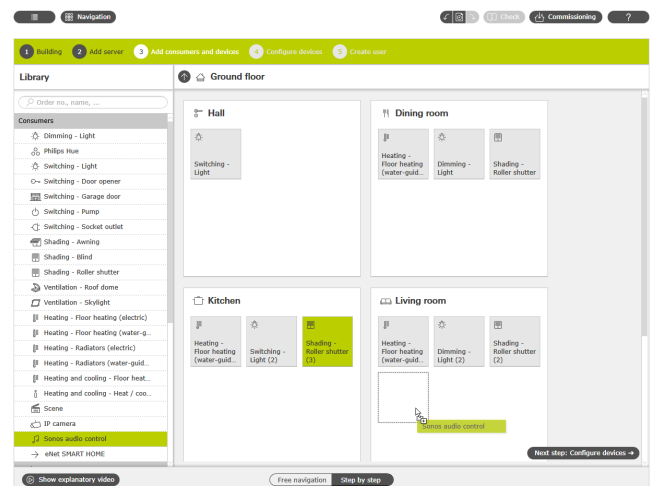 Navigation
Check
Commissioning
?
1 Building 2 Add server 3 Add consumers and devices 4 Configure devices 5 Create user
Library
Ground floor
Order no., name, ...
Consumers
Dimming - Light
Philips Hue
Switching - Light
Switching - Door opener
Switching - Garage door
Switching - Pump
Switching - Socket outlet
Shading - Awning
Shading - Blind
Shading - Roller shutter
Ventilation - Roof dome
Ventilation - Skylight
Heating - Floor heating (electric)
Heating - Floor heating (water-g...
Heating - Radiators (electric)
Heating - Radiators (water-guid...
Heating and cooling - Floor heat...
Heating and cooling - Heat / coo...
Scene
IP camera
Sonos audio control
eNet SMART HOME
Hall
Switching -
Light
Dining room
Heating -
Floor heating
(water-guid...
Dimming -
Light
Shading -
Roller shutter
Kitchen
Heating -
Floor heating
(water-guid...
Switching -
Light (2)
Shading -
Roller shutter
(3)
Living room
Heating -
Floor heating
(water-guid...
Dimming -
Light (2)
Shading -
Roller shutter
(2)
Sonos audio control
Next step: Configure devices
Show explanatory video
Free navigation Step by step